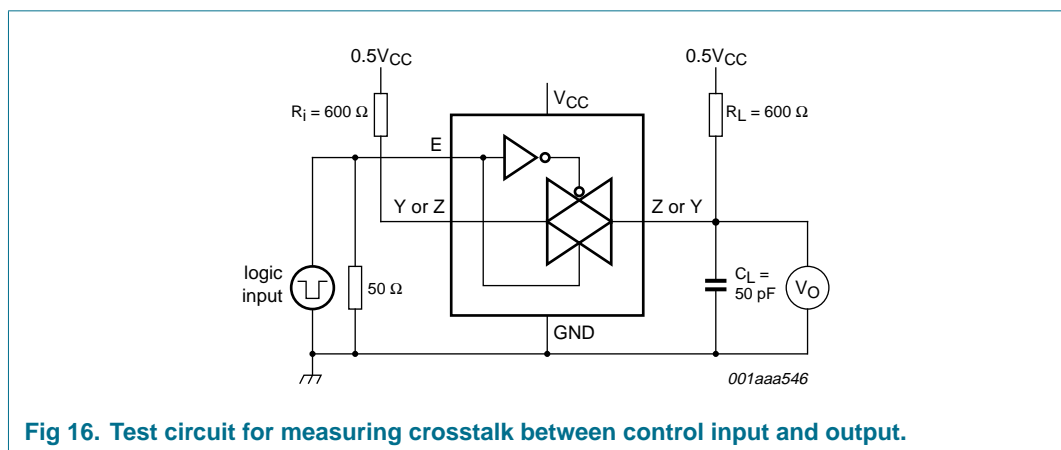 0.5VCC
0.5VCC
Ri = 600 Ω
VCC
RL = 600 Ω
E
Y or Z
Z or Y
logic
input
50 Ω
CL =
50 pF
VO
GND
001aaa546
Fig 16. Test circuit for measuring crosstalk between control input and output.